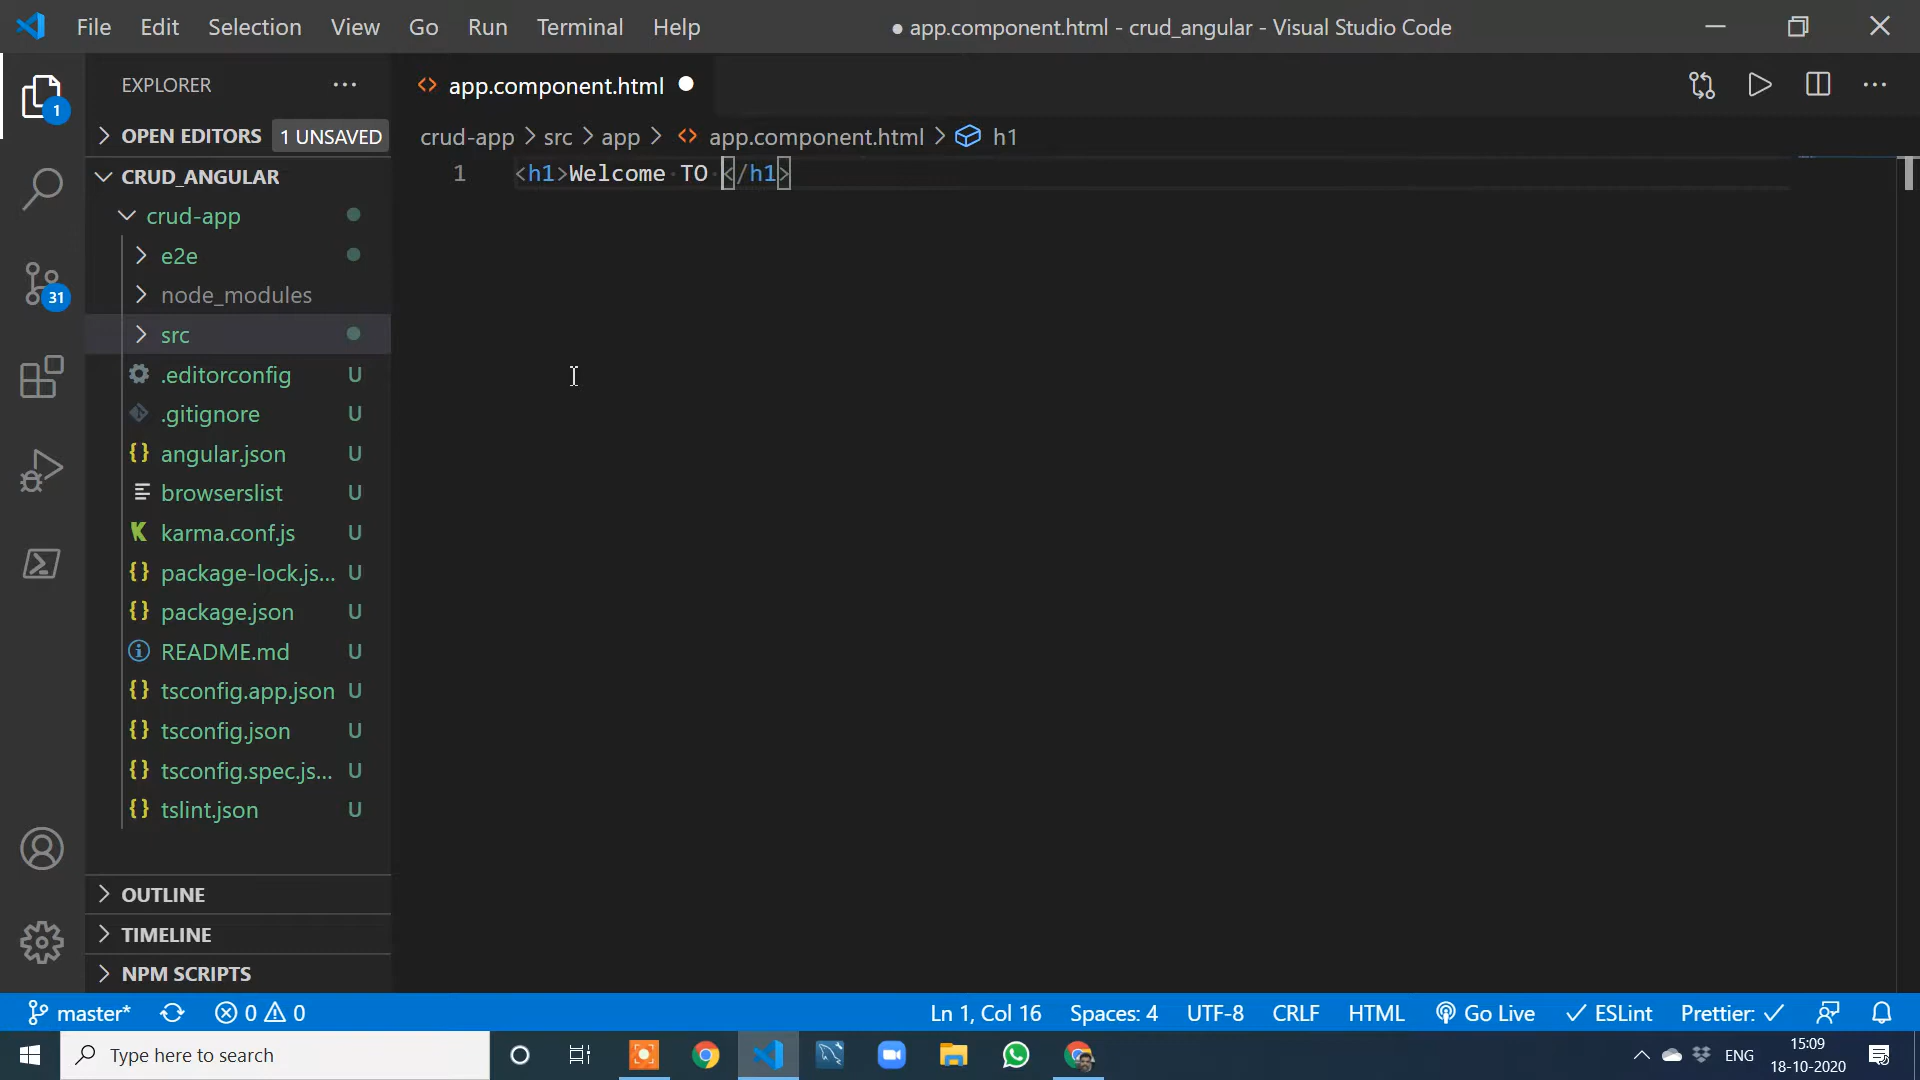 File Edit Selection View Go Run Terminal Help
● app.component.html - crud_angular - Visual Studio Code
EXPLORER
OPEN EDITORS 1 UNSAVED
CRUD_ANGULAR
crud-app
e2e
node_modules
src
.editorconfig U
.gitignore U
angular.json U
browserslist U
karma.conf.js U
package-lock.js... U
package.json U
README.md U
tsconfig.app.json U
tsconfig.json U
tsconfig.spec.js... U
tslint.json U
OUTLINE
TIMELINE
NPM SCRIPTS
1
31
app.component.html
crud-app > src > app > app.component.html > h1
1 <h1>Welcome TO </h1>
master* 0 0 Ln 1, Col 16 Spaces: 4 UTF-8 CRLF HTML Go Live ESLint Prettier: ✓
Type here to search
ENG
15:09
18-10-2020